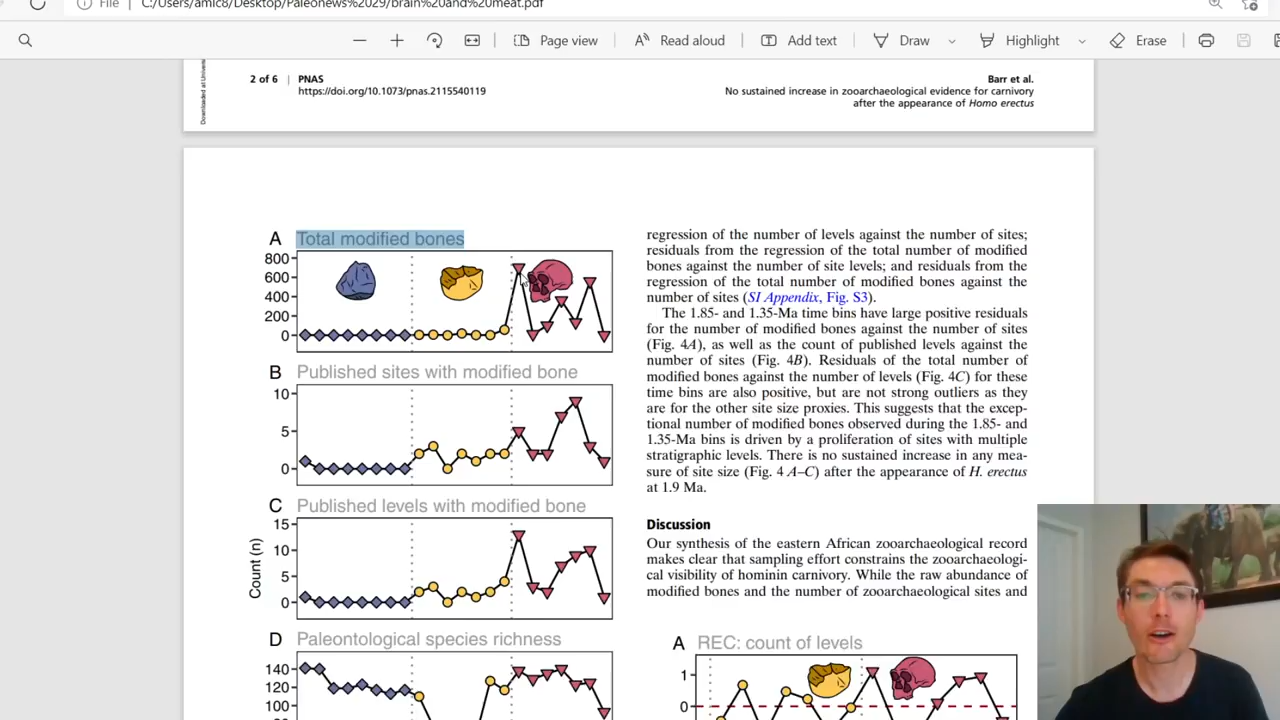 File
C:/Users/amic8/Desktop/Paleonews%2029/brain%20and%20meat.pdf
Page view
Read aloud
Add text
Draw
Highlight
Erase
2 of 6 | PNAS
https://doi.org/10.1073/pnas.2115540119
Barr et al.
No sustained increase in zooarchaeological evidence for carnivory
after the appearance of Homo erectus
A Total modified bones
800
600
400
200
0
B Published sites with modified bone
10
5
0
C Published levels with modified bone
15
10
5
0
Count (n)
D Paleontological species richness
140
120
100
regression of the number of levels against the number of sites;
residuals from the regression of the total number of modified
bones against the number of site levels; and residuals from the
regression of the total number of modified bones against the
number of sites (SI Appendix, Fig. S3).
The 1.85- and 1.35-Ma time bins have large positive residuals
for the number of modified bones against the number of sites
(Fig. 4A), as well as the count of published levels against the
number of sites (Fig. 4B). Residuals of the total number of
modified bones against the number of levels (Fig. 4C) for these
time bins are also positive, but are not strong outliers as they
are for the other site size proxies. This suggests that the excep-
tional number of modified bones observed during the 1.85- and
1.35-Ma bins is driven by a proliferation of sites with multiple
stratigraphic levels. There is no sustained increase in any mea-
sure of site size (Fig. 4 A–C) after the appearance of H. erectus
at 1.9 Ma.
Discussion
Our synthesis of the eastern African zooarchaeological record
makes clear that sampling effort constrains the zooarchaeologi-
cal visibility of hominin carnivory. While the raw abundance of
modified bones and the number of zooarchaeological sites and
A REC: count of levels
1
0